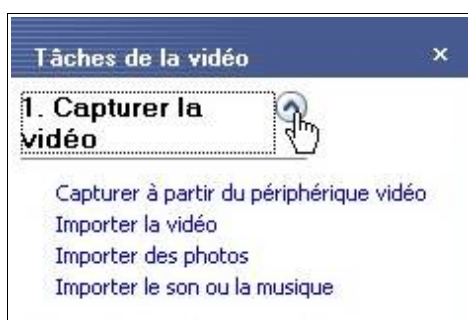 Tâches de la vidéo
1. Capturer la
vidéo
Capturer à partir du périphérique vidéo
Importer la vidéo
Importer des photos
Importer le son ou la musique